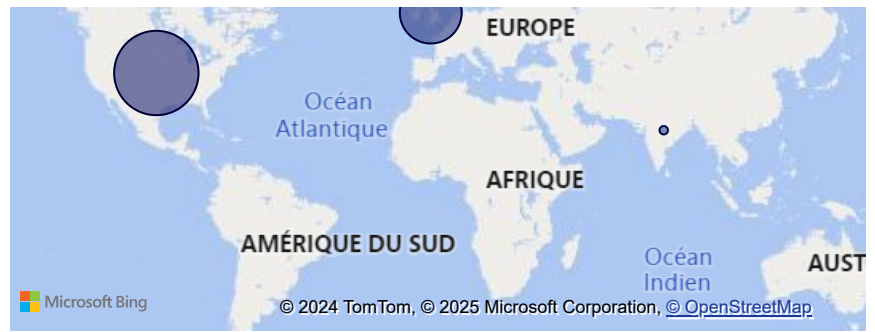 EUROPE
Océan
Atlantique
AFRIQUE
AMÉRIQUE DU SUD
Océan
Indien
AUST
Microsoft Bing
© 2024 TomTom, © 2025 Microsoft Corporation, © OpenStreetMap